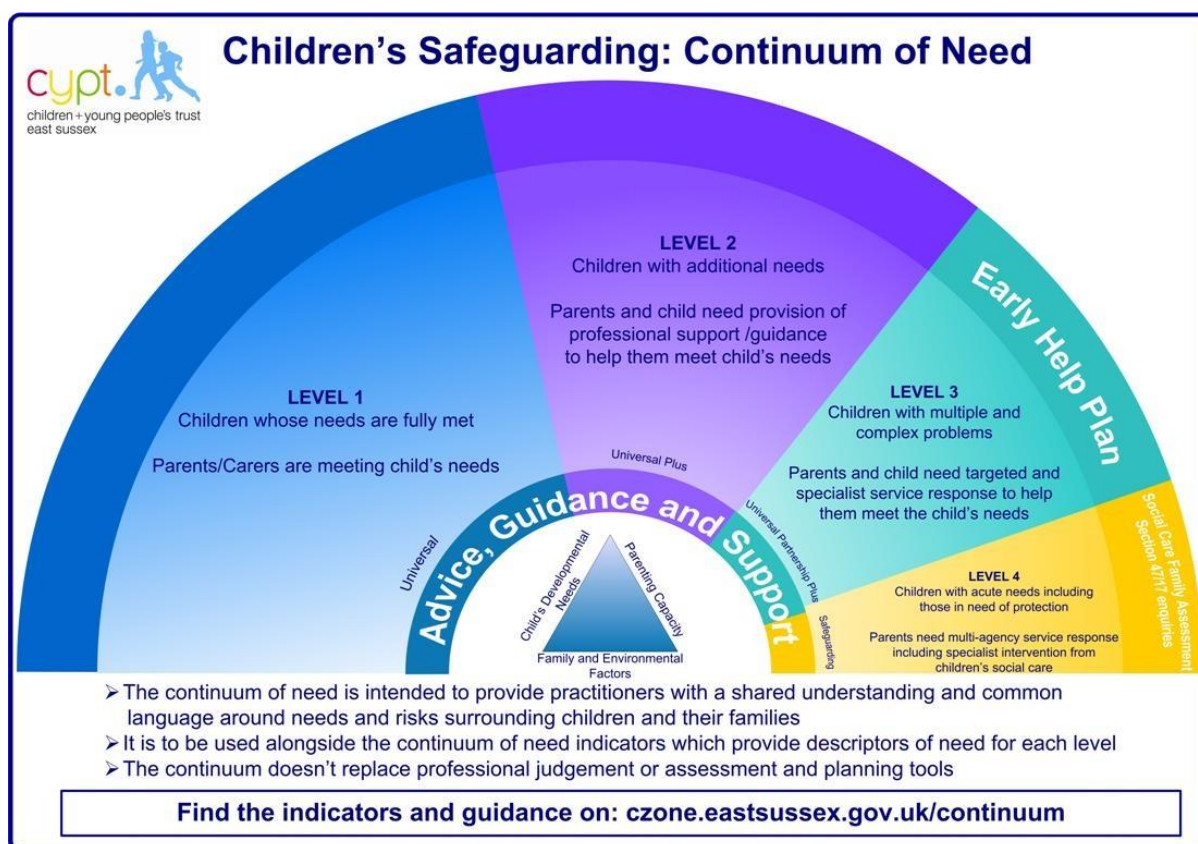 Children’s Safeguarding: Continuum of Need
cypt.
children + young people's trust
east sussex
LEVEL 1
Children whose needs are fully met
Parents/Carers are meeting child’s needs
LEVEL 2
Children with additional needs
Parents and child need provision of
professional support /guidance
to help them meet child’s needs
LEVEL 3
Children with multiple and
complex problems
Parents and child need targeted and
specialist service response to help
them meet the child’s needs
Early Help Plan
LEVEL 4
Children with acute needs including
those in need of protection
Parents need multi-agency service response
including specialist intervention from
children’s social care
Social Care Family Assessment
Section 47/17 enquiries
Universal
Universal Plus
Universal Partnership Plus
Safeguarding
Advice, Guidance and Support
Child’s Developmental
Needs
Parenting Capacity
Family and Environmental
Factors
➢ The continuum of need is intended to provide practitioners with a shared understanding and common
language around needs and risks surrounding children and their families
➢ It is to be used alongside the continuum of need indicators which provide descriptors of need for each level
➢ The continuum doesn’t replace professional judgement or assessment and planning tools
Find the indicators and guidance on: czone.eastsussex.gov.uk/continuum